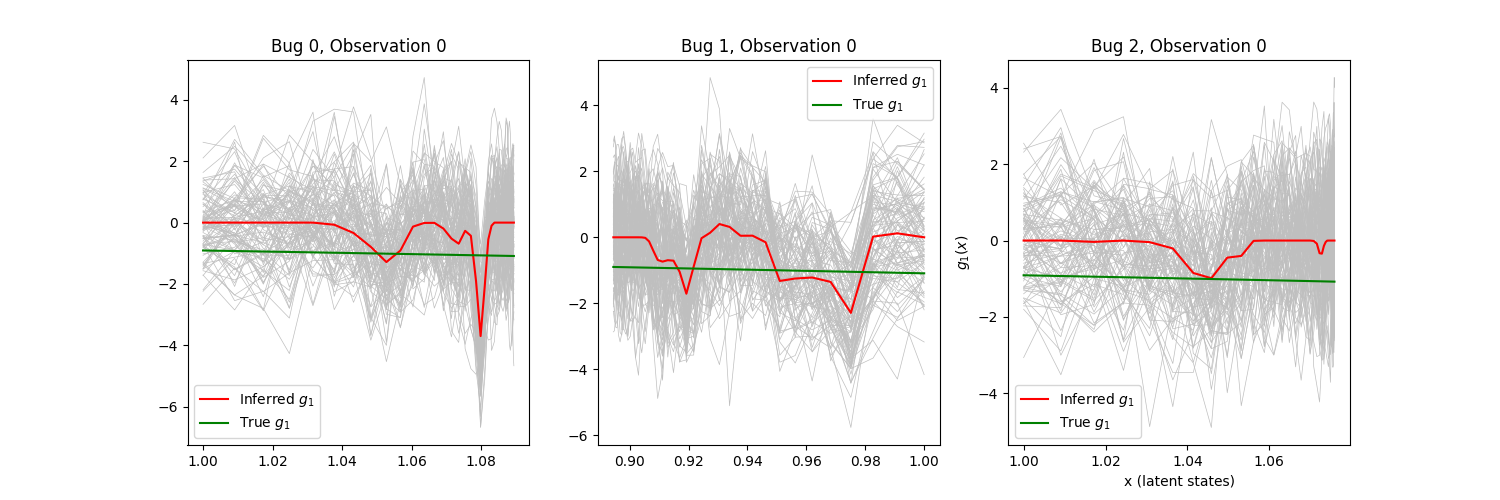 Bug 0, Observation 0
4
2
0
−2
−4
−6
Inferred g₁
True g₁
1.00 1.02 1.04 1.06 1.08
Bug 1, Observation 0
Inferred g₁
True g₁
4
2
0
−2
−4
−6
0.90 0.92 0.94 0.96 0.98 1.00
Bug 2, Observation 0
g₁(x)
4
2
0
−2
−4
Inferred g₁
True g₁
1.00 1.02 1.04 1.06
x (latent states)